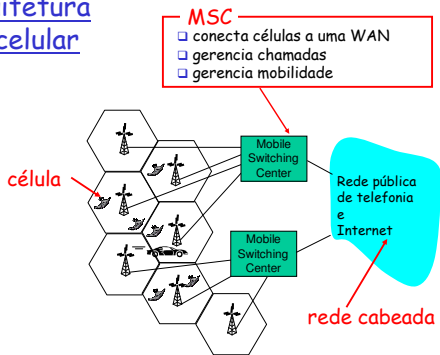 itetura
celular
MSC
conecta células a uma WAN
gerencia chamadas
gerencia mobilidade
célula
Mobile
Switching
Center
Rede pública
de telefonia
e
Internet
Mobile
Switching
Center
rede cabeada